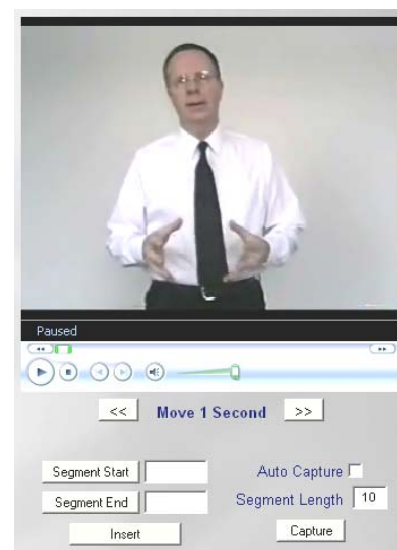 Paused
<< Move 1 Second >>
Segment Start Auto Capture
Segment End Segment Length 10
Insert Capture